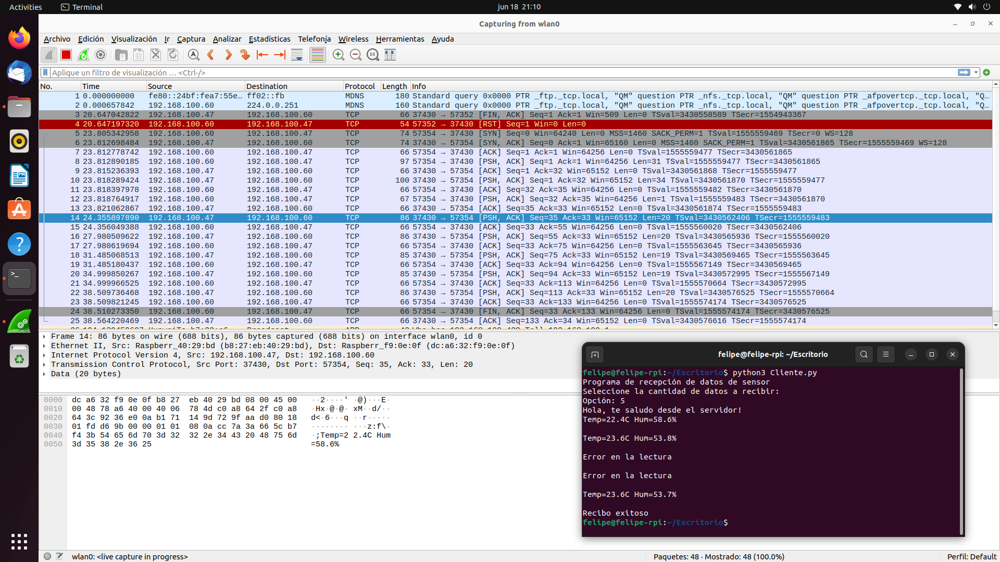 Activities Terminal jun 18 21:10
Capturing from wlan0
Archivo Edición Visualización Ir Captura Analizar Estadísticas Telefonía Wireless Herramientas Ayuda
Aplique un filtro de visualización … <Ctrl-/>
No. Time Source Destination Protocol Length Info
1 0.000000000 fe80::24bf:fea7:55e… ff02::fb MDNS 180 Standard query 0x0000 PTR _ftp._tcp.local, "QM" question PTR _nfs._tcp.local, "QM" question PTR _afpovertcp._tcp.local, "Q…
2 0.000657842 192.168.100.60 224.0.0.251 MDNS 160 Standard query 0x0000 PTR _ftp._tcp.local, "QM" question PTR _nfs._tcp.local, "QM" question PTR _afpovertcp._tcp.local, "Q…
3 20.647042822 192.168.100.47 192.168.100.60 TCP 66 37430 → 57352 [FIN, ACK] Seq=1 Ack=1 Win=509 Len=0 TSval=3430558589 TSecr=1554943367
4 20.647197320 192.168.100.60 192.168.100.47 TCP 54 57352 → 37430 [RST] Seq=1 Win=0 Len=0
5 23.805342958 192.168.100.60 192.168.100.47 TCP 74 57354 → 37430 [SYN] Seq=0 Win=64240 Len=0 MSS=1460 SACK_PERM=1 TSval=1555559469 TSecr=0 WS=128
6 23.812698484 192.168.100.47 192.168.100.60 TCP 74 37430 → 57354 [SYN, ACK] Seq=0 Ack=1 Win=65160 Len=0 MSS=1460 SACK_PERM=1 TSval=3430561865 TSecr=1555559469 WS=128
7 23.812778742 192.168.100.60 192.168.100.47 TCP 66 57354 → 37430 [ACK] Seq=1 Ack=1 Win=64256 Len=0 TSval=1555559477 TSecr=3430561865
8 23.812890185 192.168.100.60 192.168.100.47 TCP 97 57354 → 37430 [PSH, ACK] Seq=1 Ack=1 Win=64256 Len=31 TSval=1555559477 TSecr=3430561865
9 23.815236393 192.168.100.47 192.168.100.60 TCP 66 37430 → 57354 [ACK] Seq=1 Ack=32 Win=65152 Len=0 TSval=3430561868 TSecr=1555559477
10 23.818289424 192.168.100.47 192.168.100.60 TCP 100 37430 → 57354 [PSH, ACK] Seq=1 Ack=32 Win=65152 Len=34 TSval=3430561870 TSecr=1555559477
11 23.818397978 192.168.100.60 192.168.100.47 TCP 66 57354 → 37430 [ACK] Seq=32 Ack=35 Win=64256 Len=0 TSval=1555559482 TSecr=3430561870
12 23.818764917 192.168.100.60 192.168.100.47 TCP 67 57354 → 37430 [PSH, ACK] Seq=32 Ack=35 Win=64256 Len=1 TSval=1555559483 TSecr=3430561870
13 23.821062867 192.168.100.47 192.168.100.60 TCP 66 37430 → 57354 [ACK] Seq=35 Ack=33 Win=65152 Len=0 TSval=3430561874 TSecr=1555559483
14 24.355897890 192.168.100.47 192.168.100.60 TCP 86 37430 → 57354 [PSH, ACK] Seq=35 Ack=33 Win=65152 Len=20 TSval=3430562406 TSecr=1555559483
15 24.356049388 192.168.100.60 192.168.100.47 TCP 66 57354 → 37430 [ACK] Seq=33 Ack=55 Win=64256 Len=0 TSval=1555560020 TSecr=3430562406
16 27.980509622 192.168.100.47 192.168.100.60 TCP 86 37430 → 57354 [PSH, ACK] Seq=55 Ack=33 Win=65152 Len=20 TSval=3430565936 TSecr=1555560020
17 27.980619694 192.168.100.60 192.168.100.47 TCP 66 57354 → 37430 [ACK] Seq=33 Ack=75 Win=64256 Len=0 TSval=1555563645 TSecr=3430565936
18 31.485068513 192.168.100.47 192.168.100.60 TCP 85 37430 → 57354 [PSH, ACK] Seq=75 Ack=33 Win=65152 Len=19 TSval=3430569465 TSecr=1555563645
19 31.485180437 192.168.100.60 192.168.100.47 TCP 66 57354 → 37430 [ACK] Seq=33 Ack=94 Win=64256 Len=0 TSval=1555567149 TSecr=3430569465
20 34.999850267 192.168.100.47 192.168.100.60 TCP 85 37430 → 57354 [PSH, ACK] Seq=94 Ack=33 Win=65152 Len=19 TSval=3430572995 TSecr=1555567149
21 34.999966525 192.168.100.60 192.168.100.47 TCP 66 57354 → 37430 [ACK] Seq=33 Ack=113 Win=64256 Len=0 TSval=1555570664 TSecr=3430572995
22 38.509736468 192.168.100.47 192.168.100.60 TCP 86 37430 → 57354 [PSH, ACK] Seq=113 Ack=33 Win=65152 Len=20 TSval=3430576525 TSecr=1555570664
23 38.509821245 192.168.100.60 192.168.100.47 TCP 66 57354 → 37430 [ACK] Seq=33 Ack=133 Win=64256 Len=0 TSval=1555574174 TSecr=3430576525
24 38.510273350 192.168.100.60 192.168.100.47 TCP 66 57354 → 37430 [FIN, ACK] Seq=33 Ack=133 Win=64256 Len=0 TSval=1555574174 TSecr=3430576525
25 38.564220469 192.168.100.47 192.168.100.60 TCP 66 37430 → 57354 [ACK] Seq=133 Ack=34 Win=65152 Len=0 TSval=3430576616 TSecr=1555574174
Frame 14: 86 bytes on wire (688 bits), 86 bytes captured (688 bits) on interface wlan0, id 0
Ethernet II, Src: Raspberr_40:29:bd (b8:27:eb:40:29:bd), Dst: Raspberr_f9:0e:0f (dc:a6:32:f9:0e:0f)
Internet Protocol Version 4, Src: 192.168.100.47, Dst: 192.168.100.60
Transmission Control Protocol, Src Port: 37430, Dst Port: 57354, Seq: 35, Ack: 33, Len: 20
Data (20 bytes)
0000 dc a6 32 f9 0e 0f b8 27 eb 40 29 bd 08 00 45 00 ··2····' ·@)···E·
0010 00 48 78 a6 40 00 40 06 78 4d c0 a8 64 2f c0 a8 ·Hx·@·@· xM··d/··
0020 64 3c 92 36 e0 0a b1 71 14 9d 72 9f aa d0 80 18 d<·6···q ··r·····
0030 01 fd d6 9b 00 00 01 01 08 0a cc 7a 3a 66 5c b7 ········ ···z:f\·
0040 f4 3b 54 65 6d 70 3d 32 32 2e 34 43 20 48 75 6d ·;Temp=2 2.4C Hum
0050 3d 35 38 2e 36 25 =58.6%
felipe@felipe-rpi: ~/Escritorio
felipe@felipe-rpi:~/Escritorio$ python3 Cliente.py
Programa de recepción de datos de sensor
Seleccione la cantidad de datos a recibir:
Opción: 5
Hola, te saludo desde el servidor!
Temp=22.4C Hum=58.6%
Temp=23.6C Hum=53.8%
Error en la lectura
Error en la lectura
Temp=23.6C Hum=53.7%
Recibo exitoso
felipe@felipe-rpi:~/Escritorio$
wlan0: <live capture in progress> Paquetes: 48 · Mostrado: 48 (100.0%) Perfil: Default